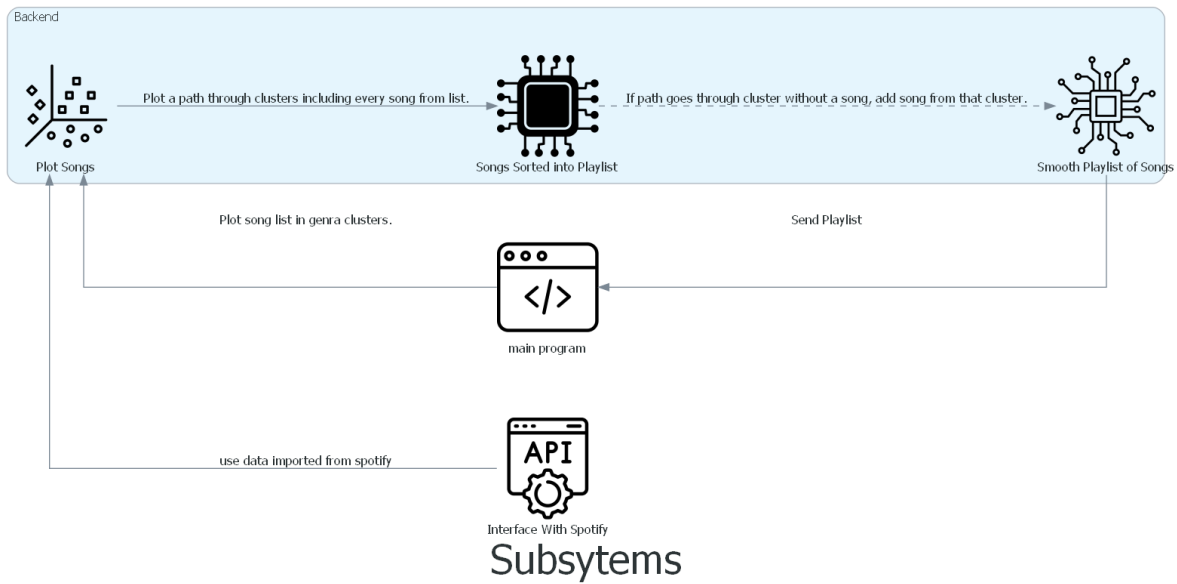 Backend
Plot a path through clusters including every song from list.
If path goes through cluster without a song, add song from that cluster.
Plot Songs
Songs Sorted into Playlist
Smooth Playlist of Songs
Plot song list in genra clusters.
Send Playlist
</>
main program
API
use data imported from spotify
Interface With Spotify
Subsytems